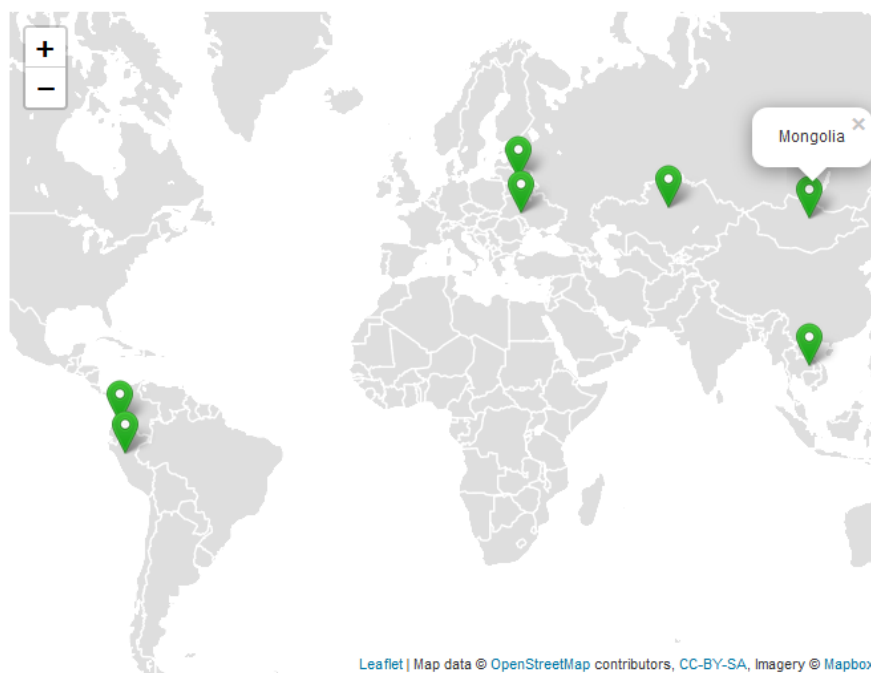 +
−
Mongolia ×
Leaflet | Map data © OpenStreetMap contributors, CC-BY-SA, Imagery © Mapbox